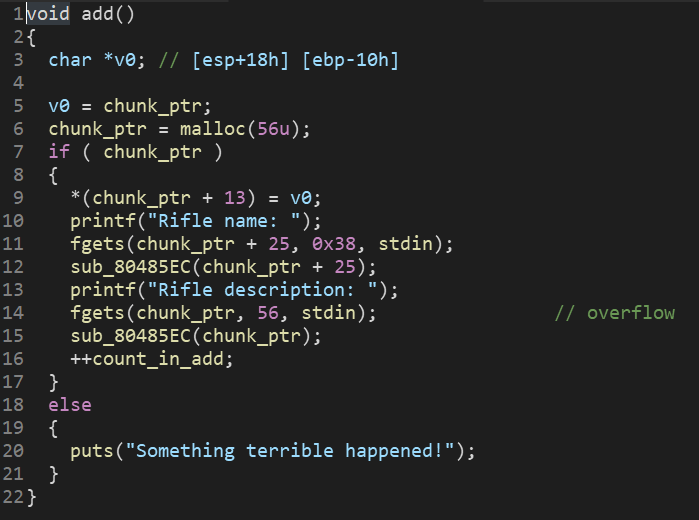 1 void add()
2 {
3 char *v0; // [esp+18h] [ebp-10h]
4
5 v0 = chunk_ptr;
6 chunk_ptr = malloc(56u);
7 if ( chunk_ptr )
8 {
9 *(chunk_ptr + 13) = v0;
10 printf("Rifle name: ");
11 fgets(chunk_ptr + 25, 0x38, stdin);
12 sub_80485EC(chunk_ptr + 25);
13 printf("Rifle description: ");
14 fgets(chunk_ptr, 56, stdin); // overflow
15 sub_80485EC(chunk_ptr);
16 ++count_in_add;
17 }
18 else
19 {
20 puts("Something terrible happened!");
21 }
22 }